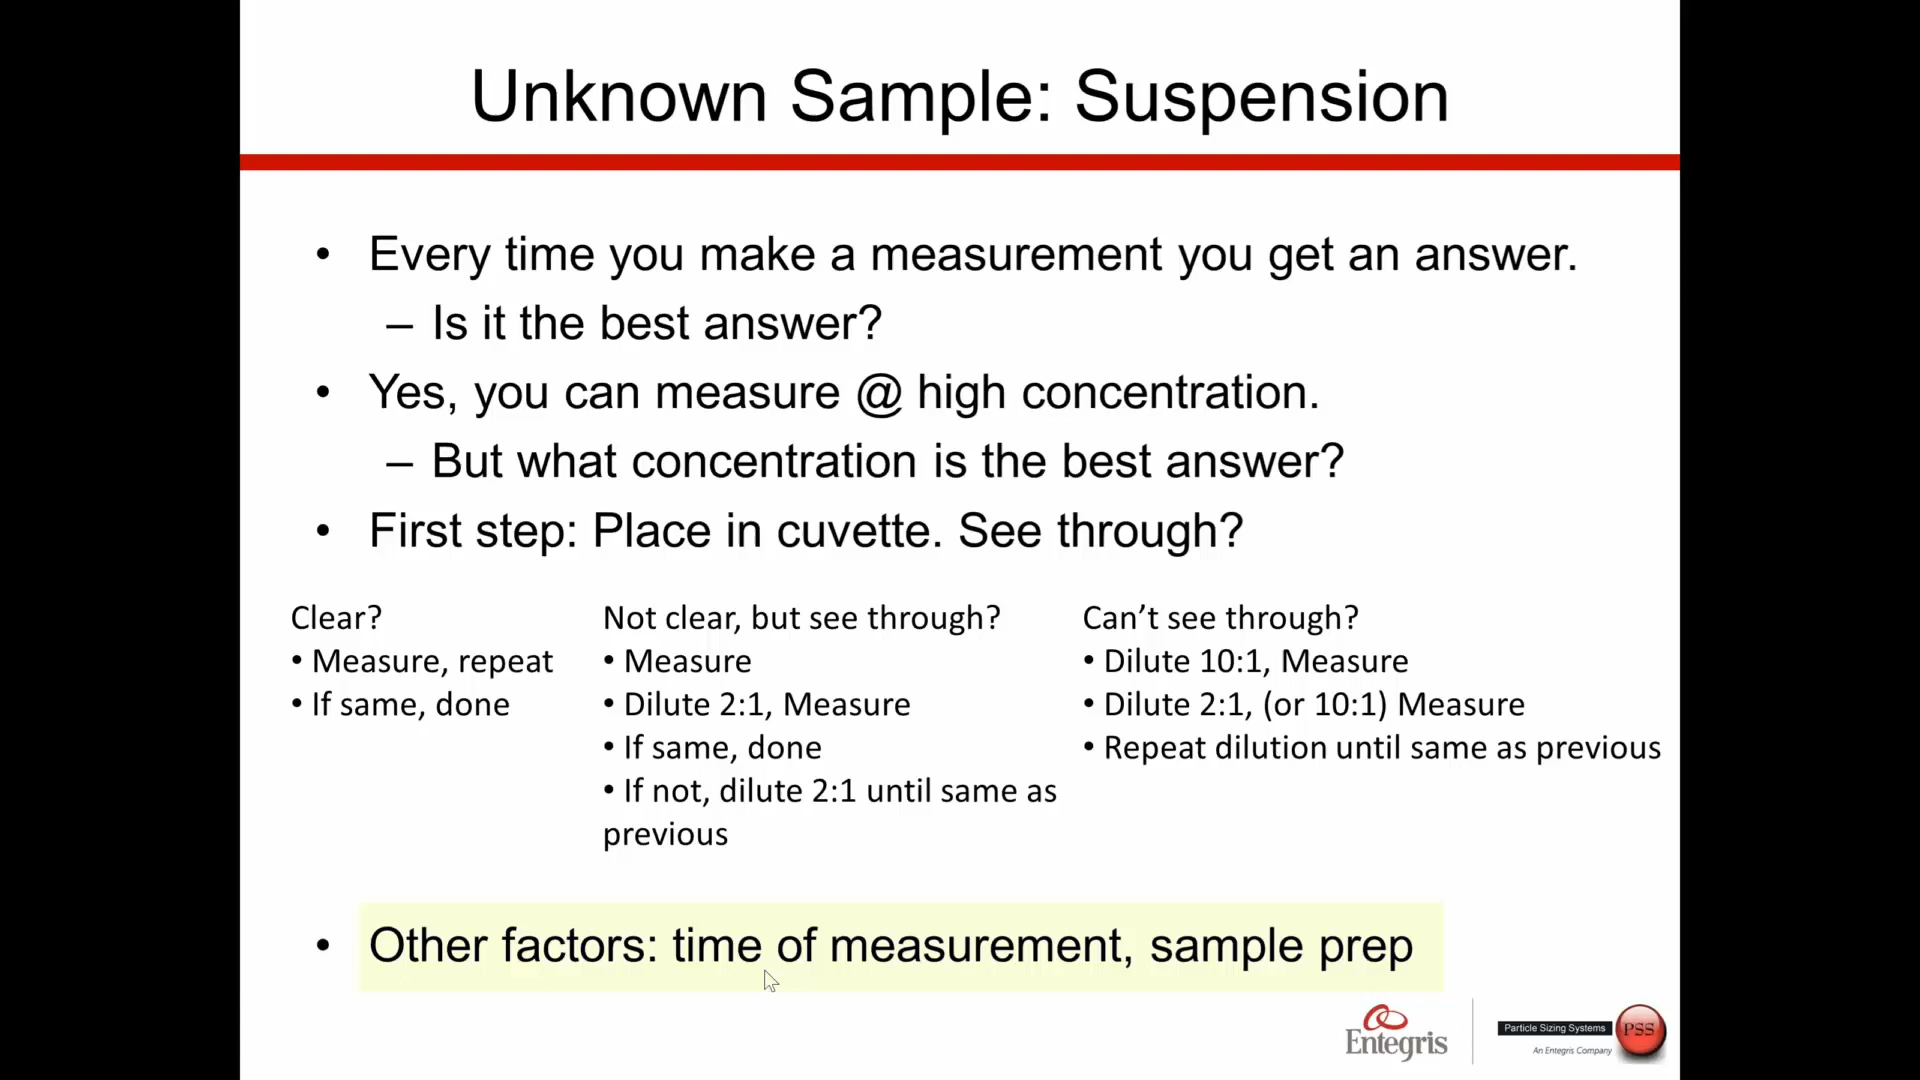 Unknown Sample: Suspension
• Every time you make a measurement you get an answer.
– Is it the best answer?
• Yes, you can measure @ high concentration.
– But what concentration is the best answer?
• First step: Place in cuvette. See through?
Clear?
• Measure, repeat
• If same, done
Not clear, but see through?
• Measure
• Dilute 2:1, Measure
• If same, done
• If not, dilute 2:1 until same as
previous
Can’t see through?
• Dilute 10:1, Measure
• Dilute 2:1, (or 10:1) Measure
• Repeat dilution until same as previous
• Other factors: time of measurement, sample prep
Entegris
Particle Sizing Systems
PSS
An Entegris Company